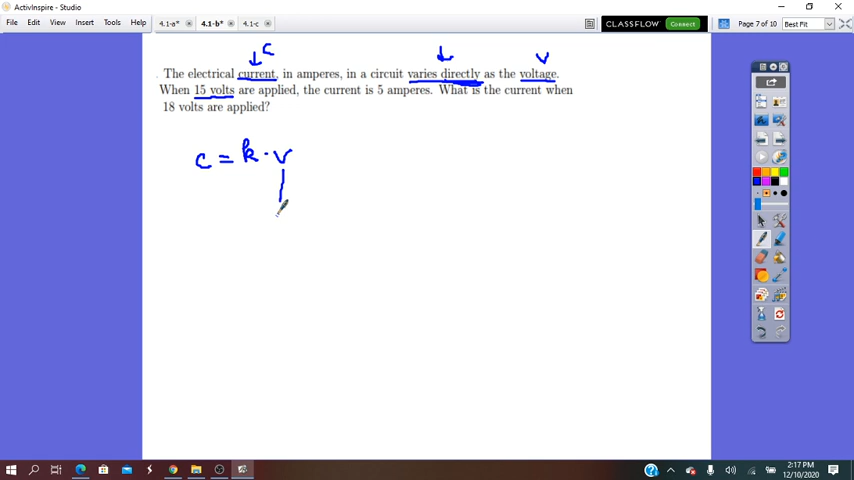 ActivInspire - Studio
File Edit View Insert Tools Help
4.1-a* 4.1-b* 4.1-c
CLASSFLOW Connect
Page 7 of 10 Best Fit
c v
The electrical current, in amperes, in a circuit varies directly as the voltage.
When 15 volts are applied, the current is 5 amperes. What is the current when
18 volts are applied?
c = k · v
2:17 PM
12/10/2020